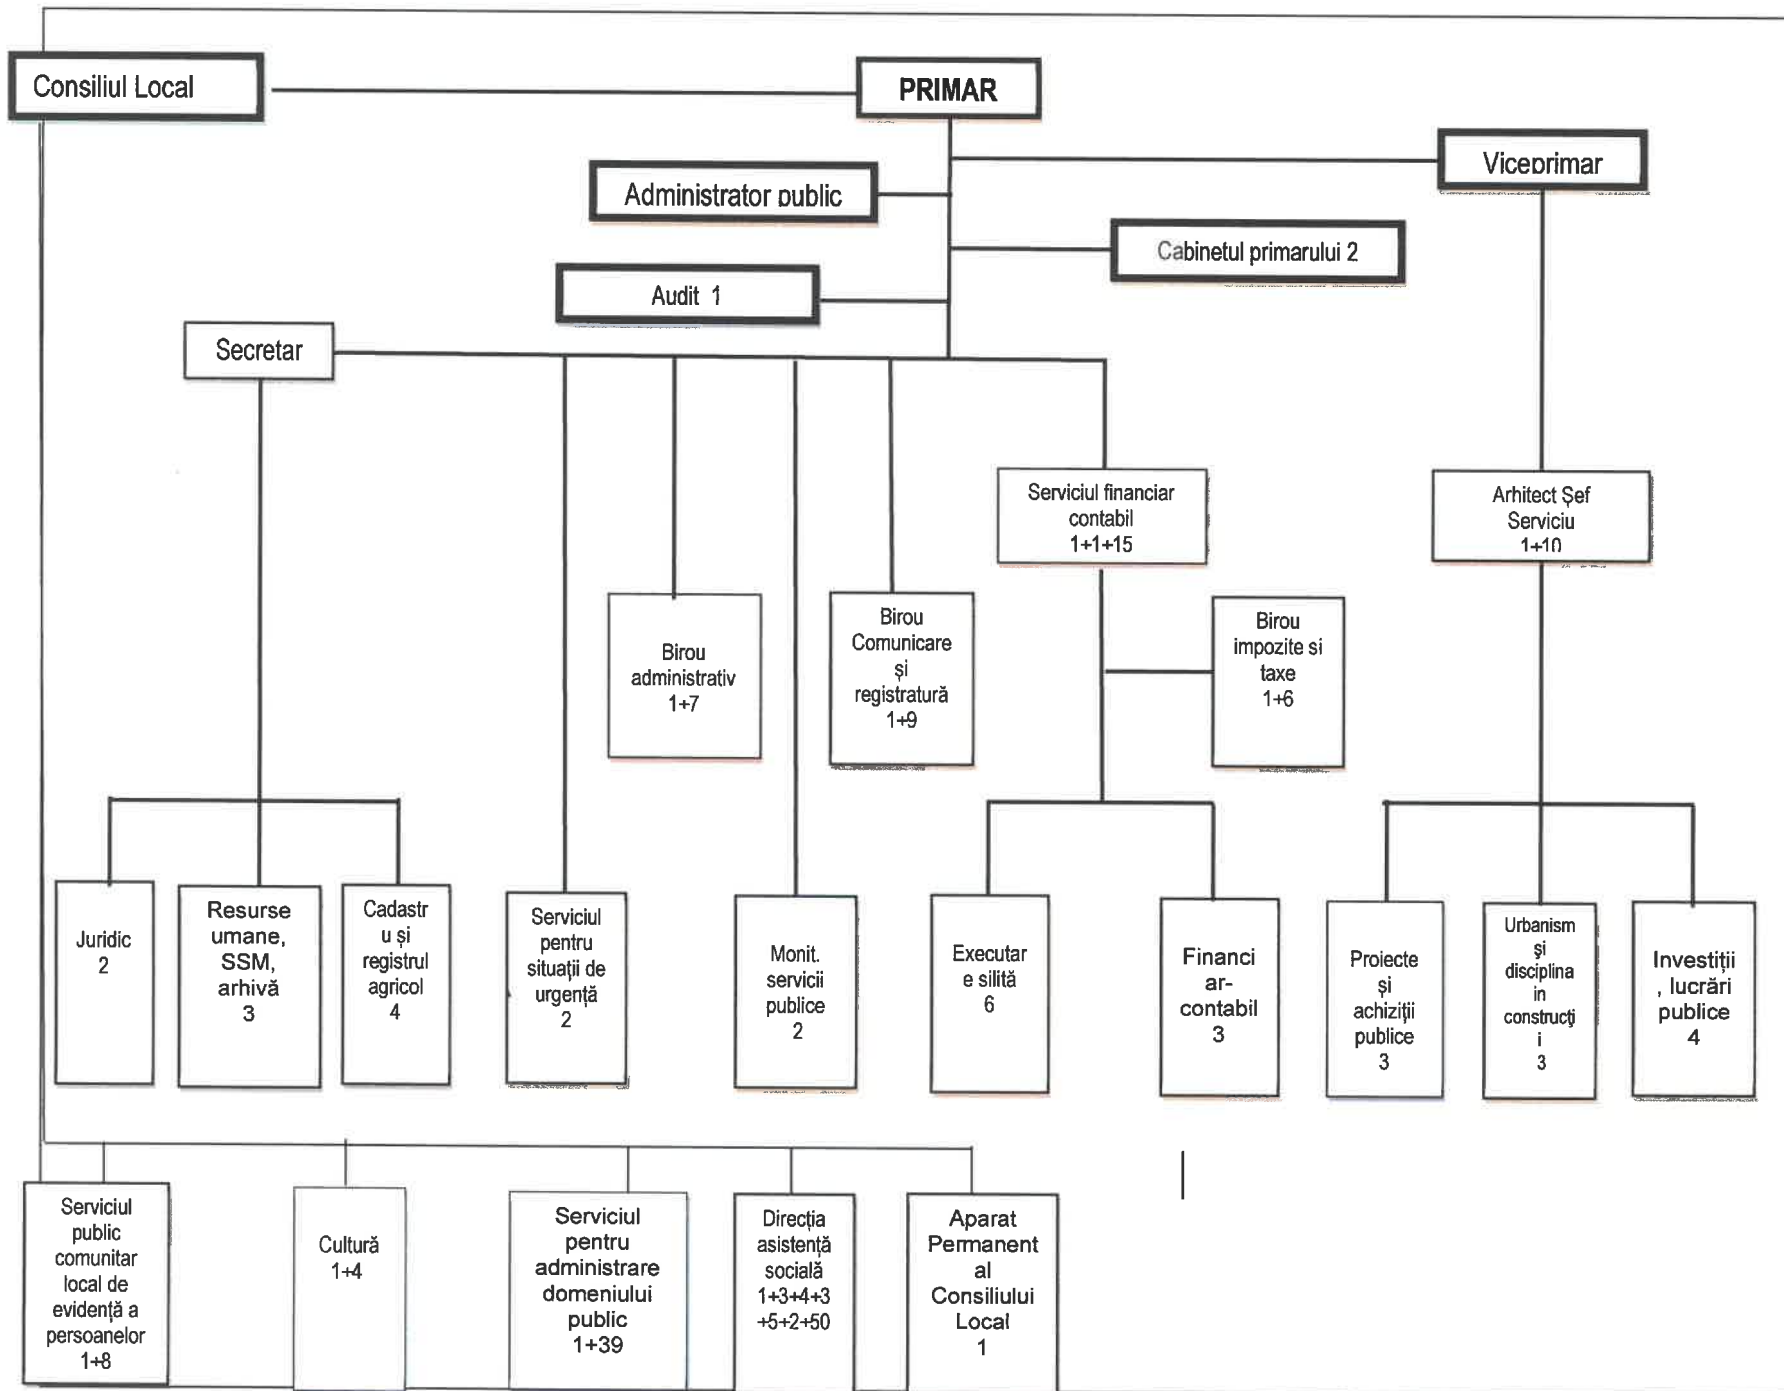 Consiliul Local
PRIMAR
Viceprimar
Administrator public
Cabinetul primarului 2
Audit 1
Secretar
Serviciul financiar
contabil
1+1+15
Arhitect Șef
Serviciu
1+10
Birou
administrativ
1+7
Birou
Comunicare
și
registratură
1+9
Birou
impozite si
taxe
1+6
Juridic
2
Resurse
umane,
SSM,
arhivă
3
Cadastr
u și
registrul
agricol
4
Serviciul
pentru
situații de
urgență
2
Monit.
servicii
publice
2
Executar
e silită
6
Financi
ar-
contabil
3
Proiecte
și
achiziții
publice
3
Urbanism
şi
disciplina
in
construcţi
i
3
Investiții
, lucrări
publice
4
Serviciul
public
comunitar
local de
evidență a
persoanelor
1+8
Cultură
1+4
Serviciul
pentru
administrare
domeniului
public
1+39
Direcția
asistență
socială
1+3+4+3
+5+2+50
Aparat
Permanent
al
Consiliului
Local
1